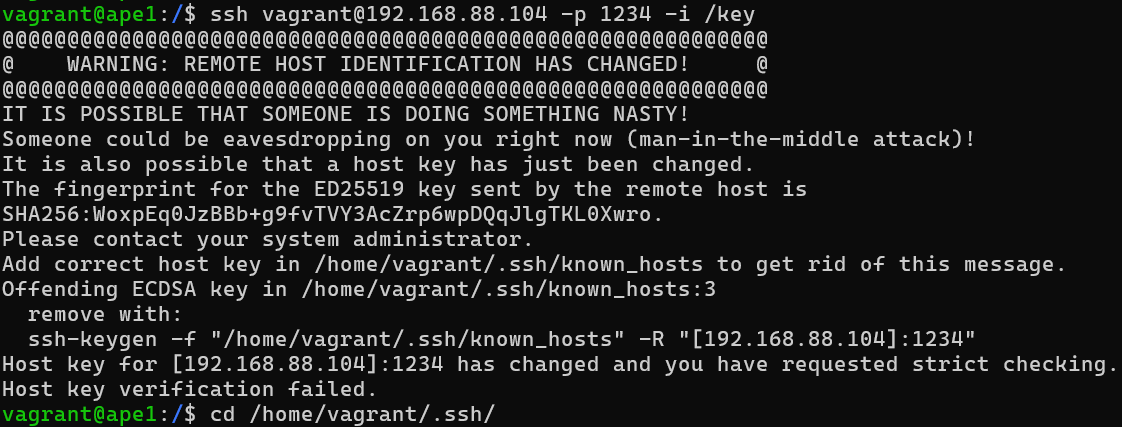 vagrant@ape1:/$ ssh vagrant@192.168.88.104 -p 1234 -i /key
@@@@@@@@@@@@@@@@@@@@@@@@@@@@@@@@@@@@@@@@@@@@@@@@@@@@@@@@@@@
@    WARNING: REMOTE HOST IDENTIFICATION HAS CHANGED!     @
@@@@@@@@@@@@@@@@@@@@@@@@@@@@@@@@@@@@@@@@@@@@@@@@@@@@@@@@@@@
IT IS POSSIBLE THAT SOMEONE IS DOING SOMETHING NASTY!
Someone could be eavesdropping on you right now (man-in-the-middle attack)!
It is also possible that a host key has just been changed.
The fingerprint for the ED25519 key sent by the remote host is
SHA256:WoxpEq0JzBBb+g9fvTVY3AcZrp6wpDQqJlgTKL0Xwro.
Please contact your system administrator.
Add correct host key in /home/vagrant/.ssh/known_hosts to get rid of this message.
Offending ECDSA key in /home/vagrant/.ssh/known_hosts:3
  remove with:
  ssh-keygen -f "/home/vagrant/.ssh/known_hosts" -R "[192.168.88.104]:1234"
Host key for [192.168.88.104]:1234 has changed and you have requested strict checking.
Host key verification failed.
vagrant@ape1:/$ cd /home/vagrant/.ssh/